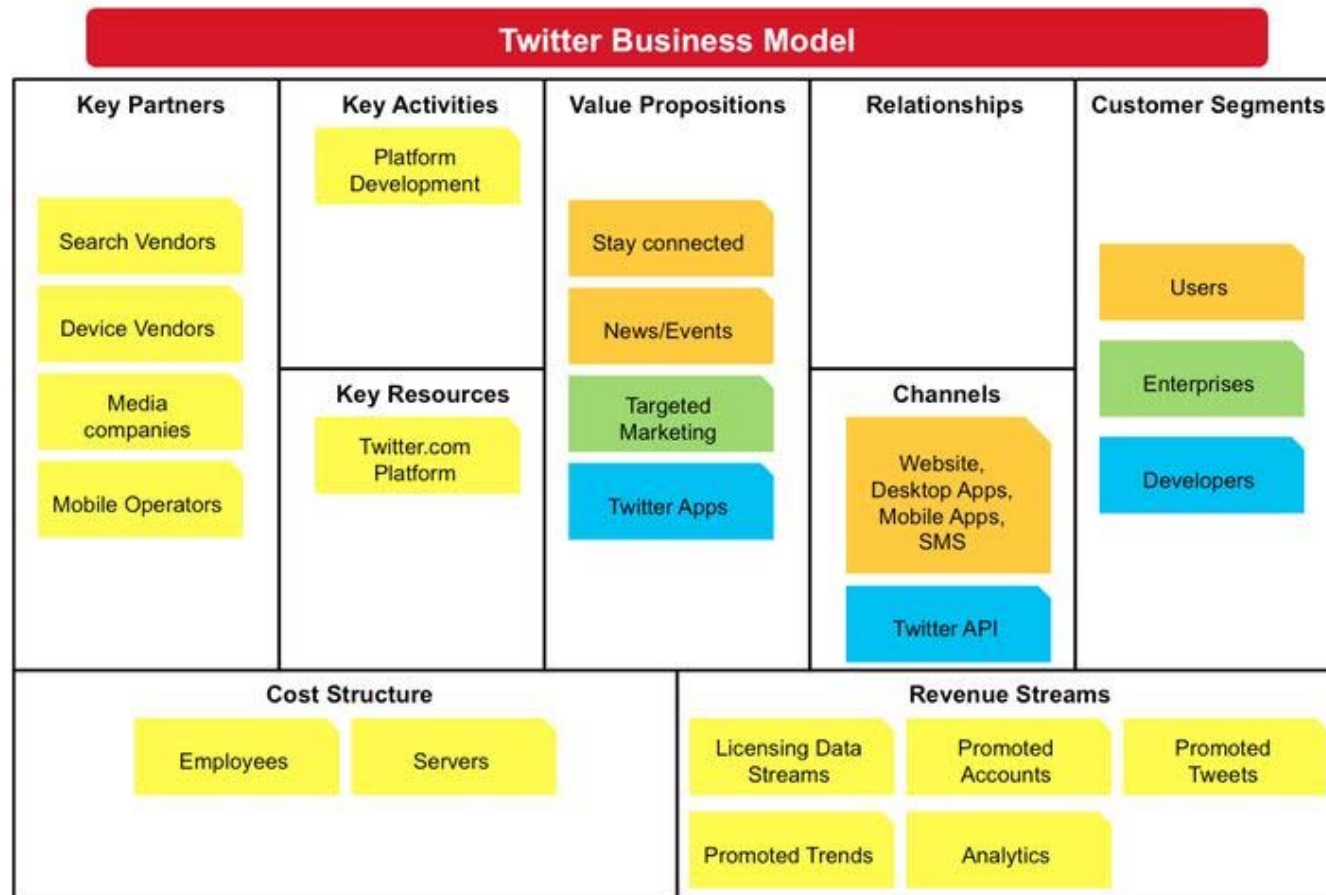 Twitter Business Model
Key Partners
Search Vendors
Device Vendors
Media
companies
Mobile Operators
Key Activities
Platform
Development
Key Resources
Twitter.com
Platform
Value Propositions
Stay connected
News/Events
Targeted
Marketing
Twitter Apps
Relationships
Channels
Website,
Desktop Apps,
Mobile Apps,
SMS
Twitter API
Customer Segments
Users
Enterprises
Developers
Cost Structure
Employees
Servers
Revenue Streams
Licensing Data
Streams
Promoted
Accounts
Promoted
Tweets
Promoted Trends
Analytics